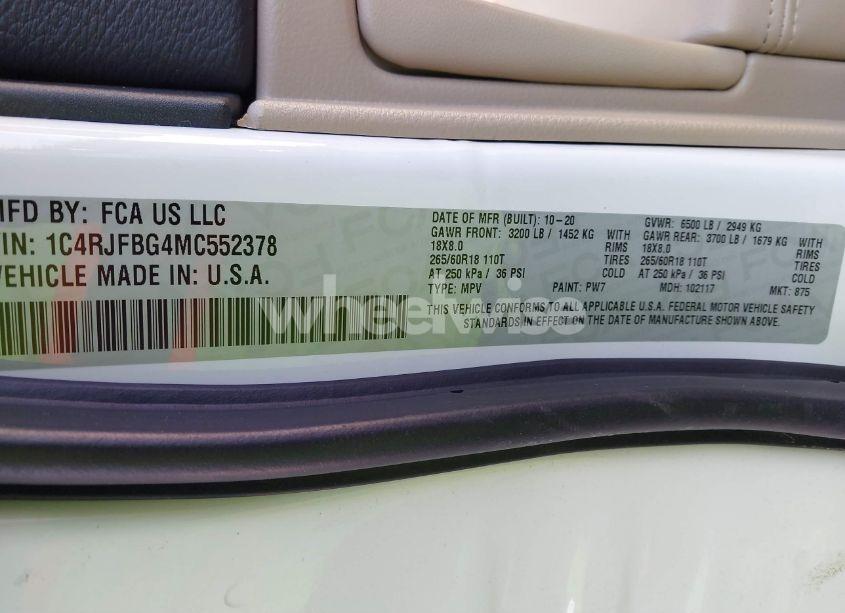 MFD BY: FCA US LLC
VIN: 1C4RJFBG4MC552378
VEHICLE MADE IN: U.S.A.
DATE OF MFR (BUILT): 10-20 GVWR: 6500 LB / 2949 KG
GAWR FRONT: 3200 LB / 1452 KG WITH GAWR REAR: 3700 LB / 1679 KG WITH
18X8.0 RIMS 18X8.0 RIMS
265/60R18 110T TIRES 265/60R18 110T TIRES
AT 250 kPa / 36 PSI COLD AT 250 kPa / 36 PSI COLD
TYPE: MPV PAINT: PW7 MDH: 102117 MKT: 875
THIS VEHICLE CONFORMS TO ALL APPLICABLE U.S.A. FEDERAL MOTOR VEHICLE SAFETY
STANDARDS IN EFFECT ON THE DATE OF MANUFACTURE SHOWN ABOVE.
wheelwise